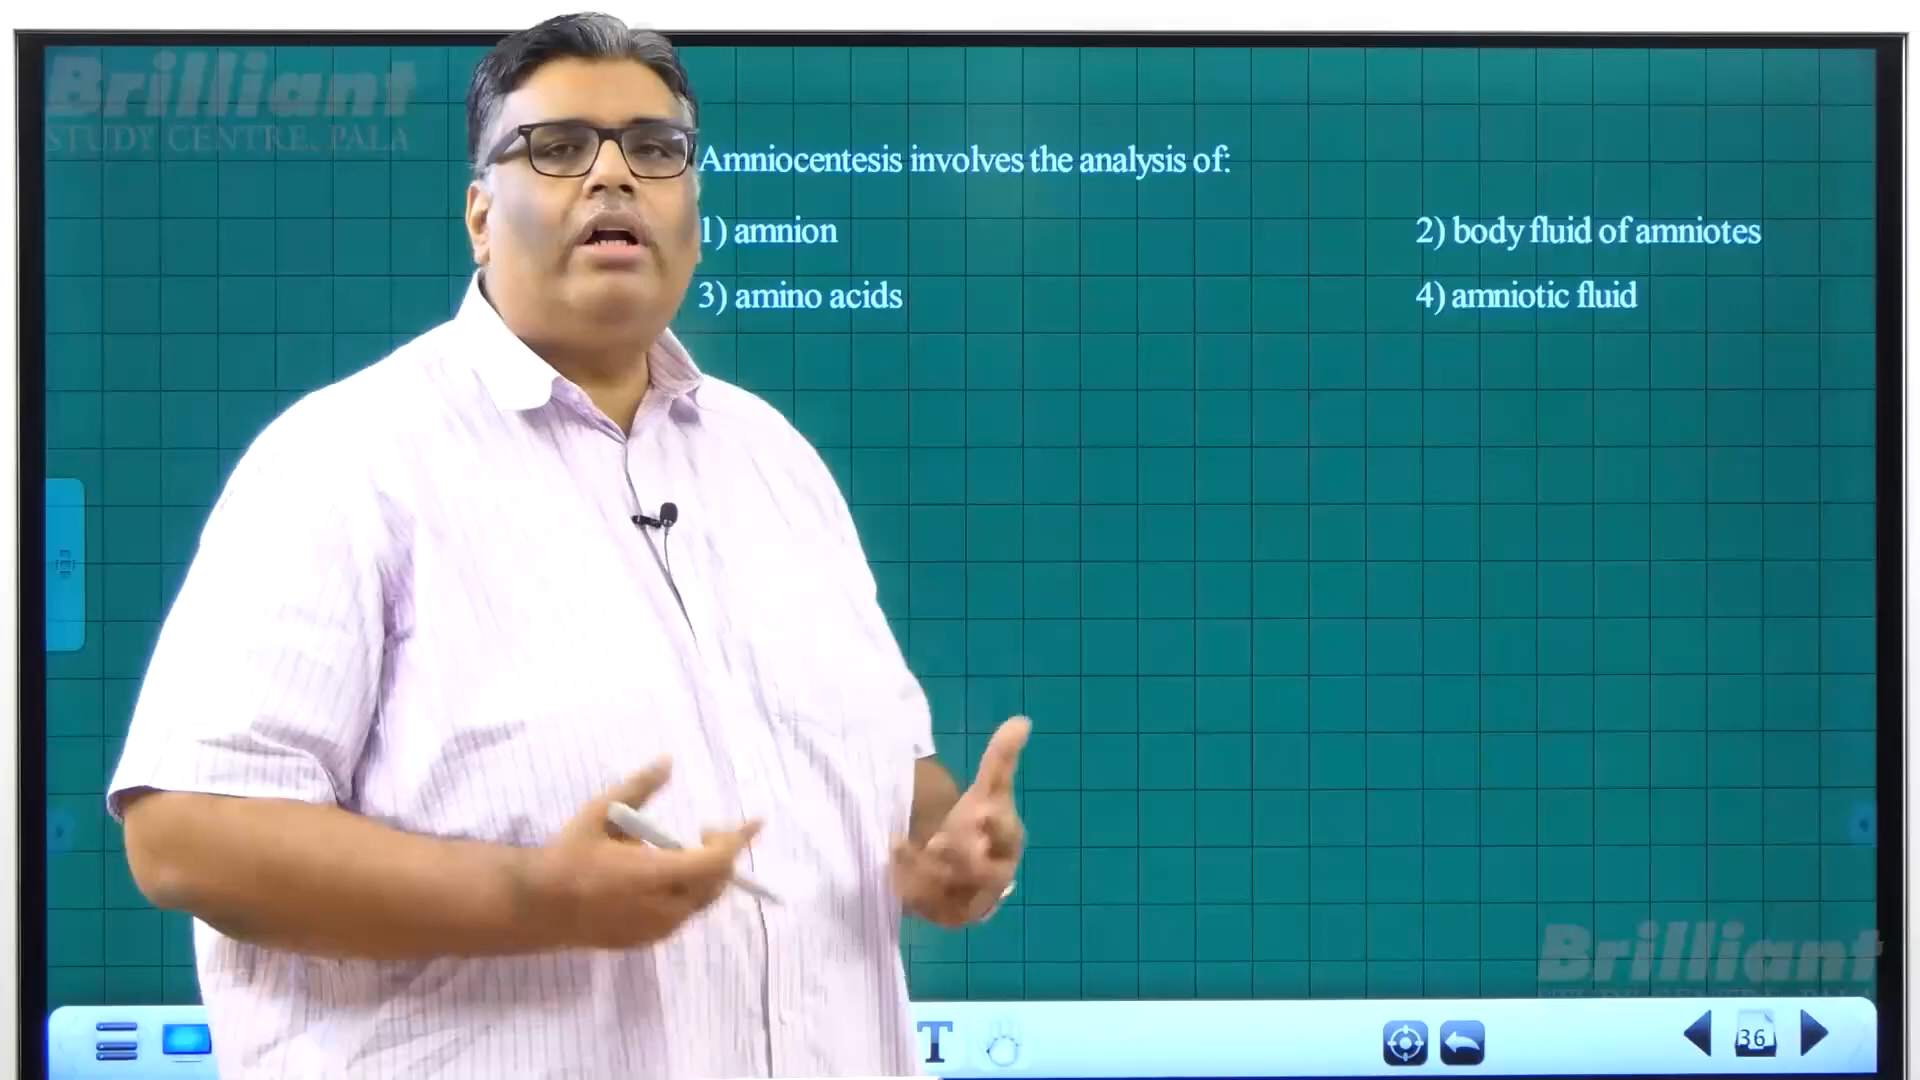 Brilliant
STUDY CENTRE, PALA
Amniocentesis involves the analysis of:
1) amnion
2) body fluid of amniotes
3) amino acids
4) amniotic fluid
Brilliant
T
36